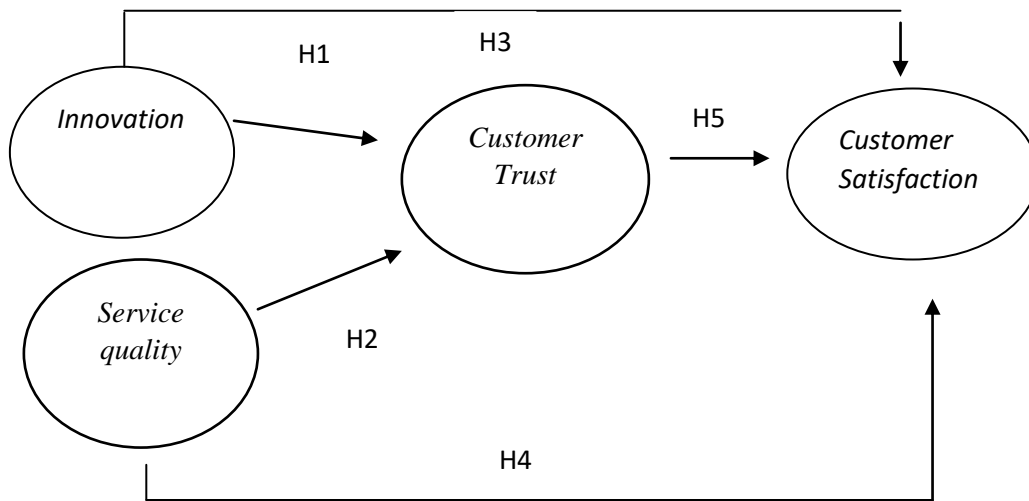 H1
H3
Innovation
Customer
Trust
H5
Customer
Satisfaction
Service
quality
H2
H4